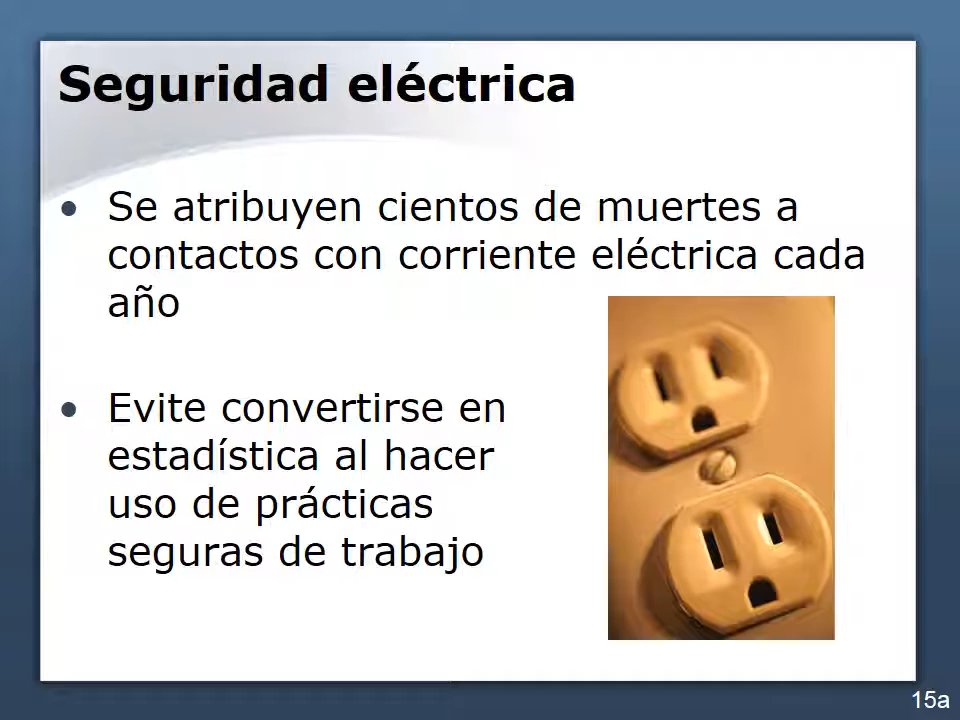 Seguridad eléctrica
• Se atribuyen cientos de muertes a
contactos con corriente eléctrica cada
año
• Evite convertirse en
estadística al hacer
uso de prácticas
seguras de trabajo
15a